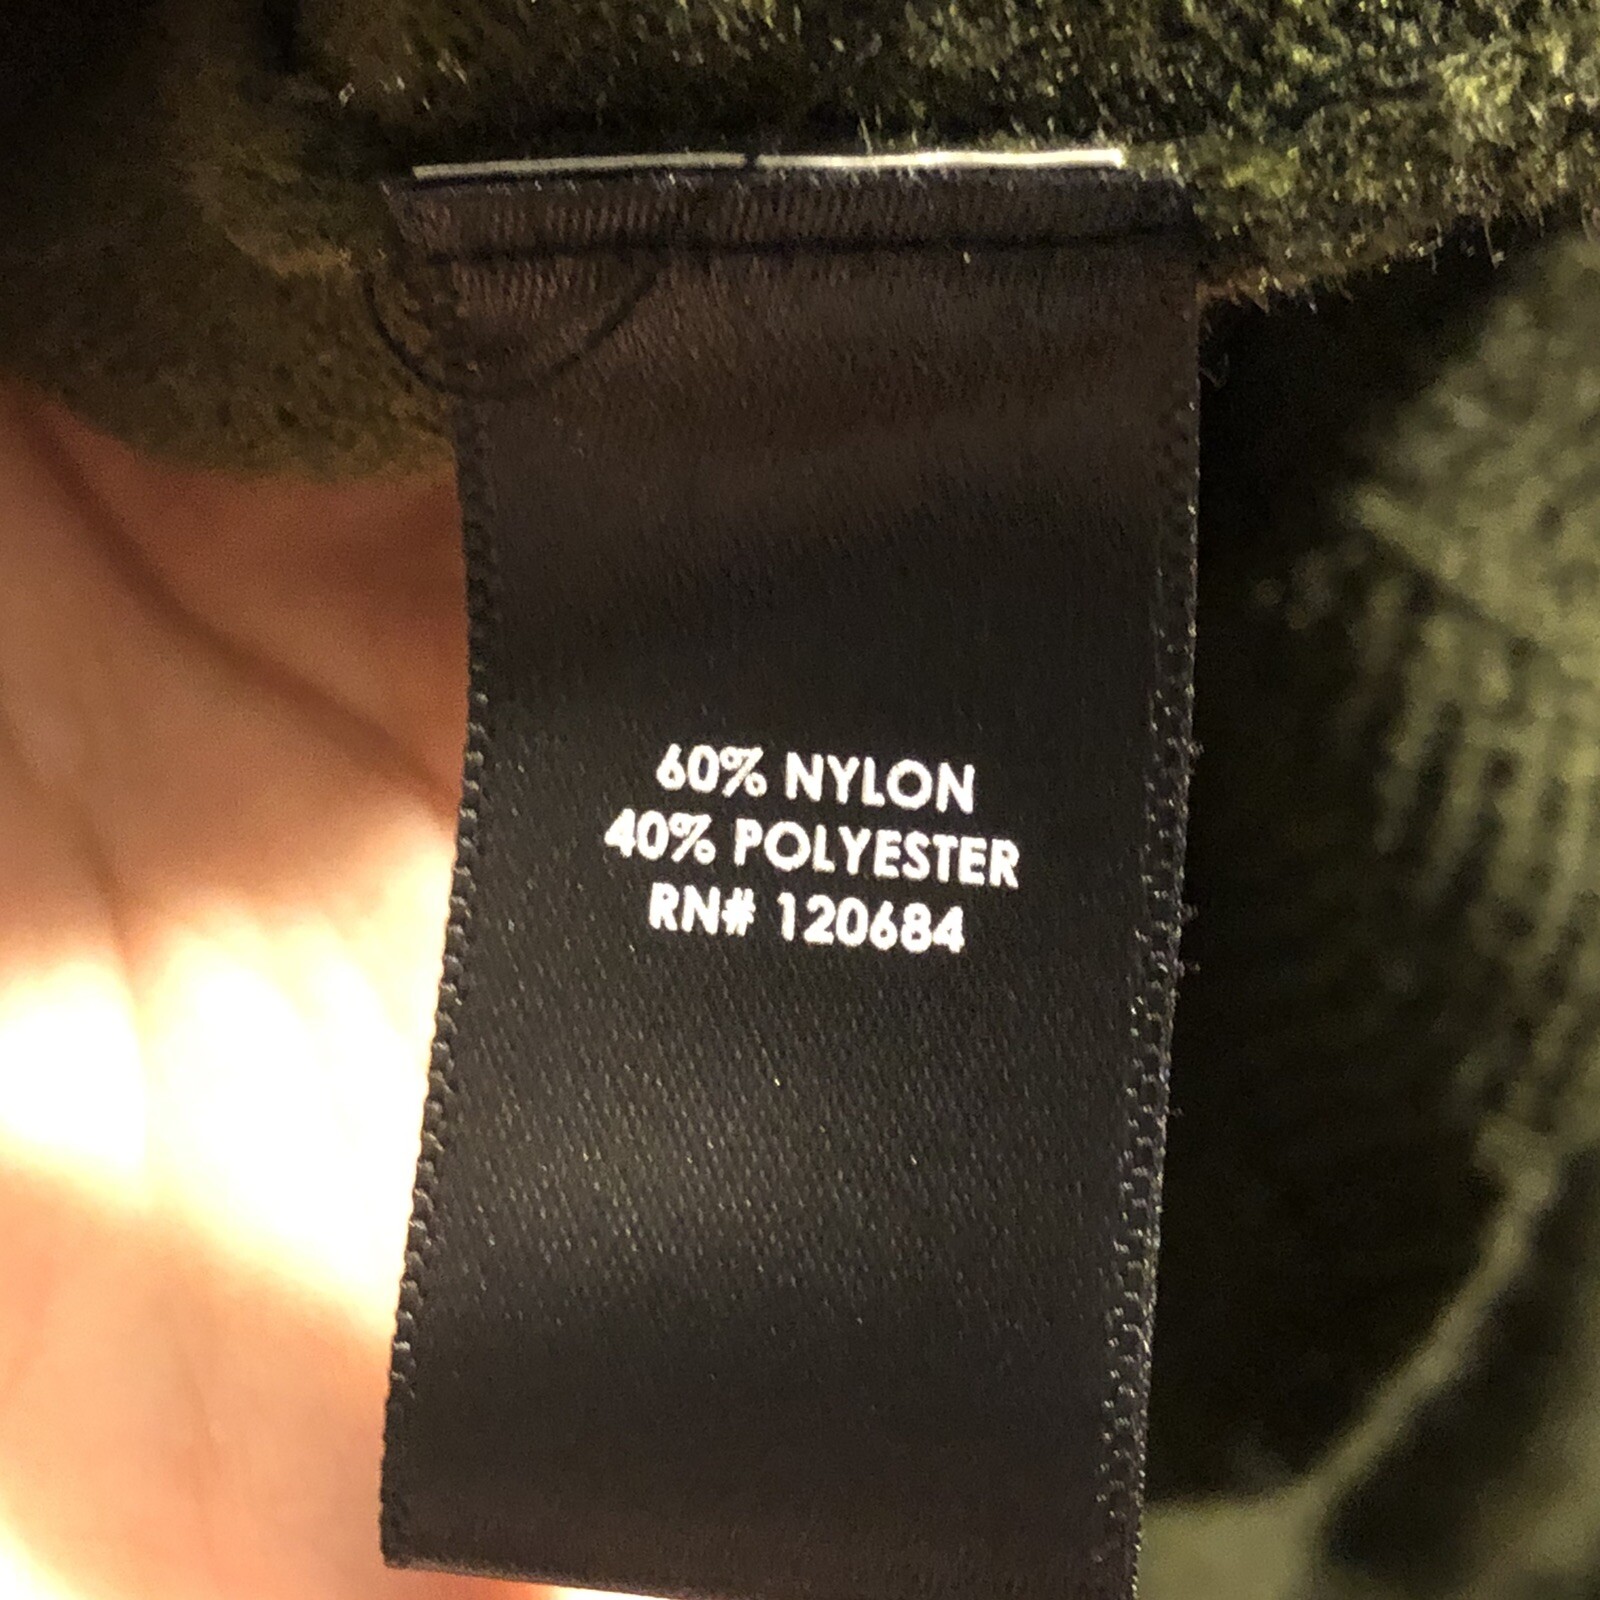 60% NYLON
40% POLYESTER
RN# 120684